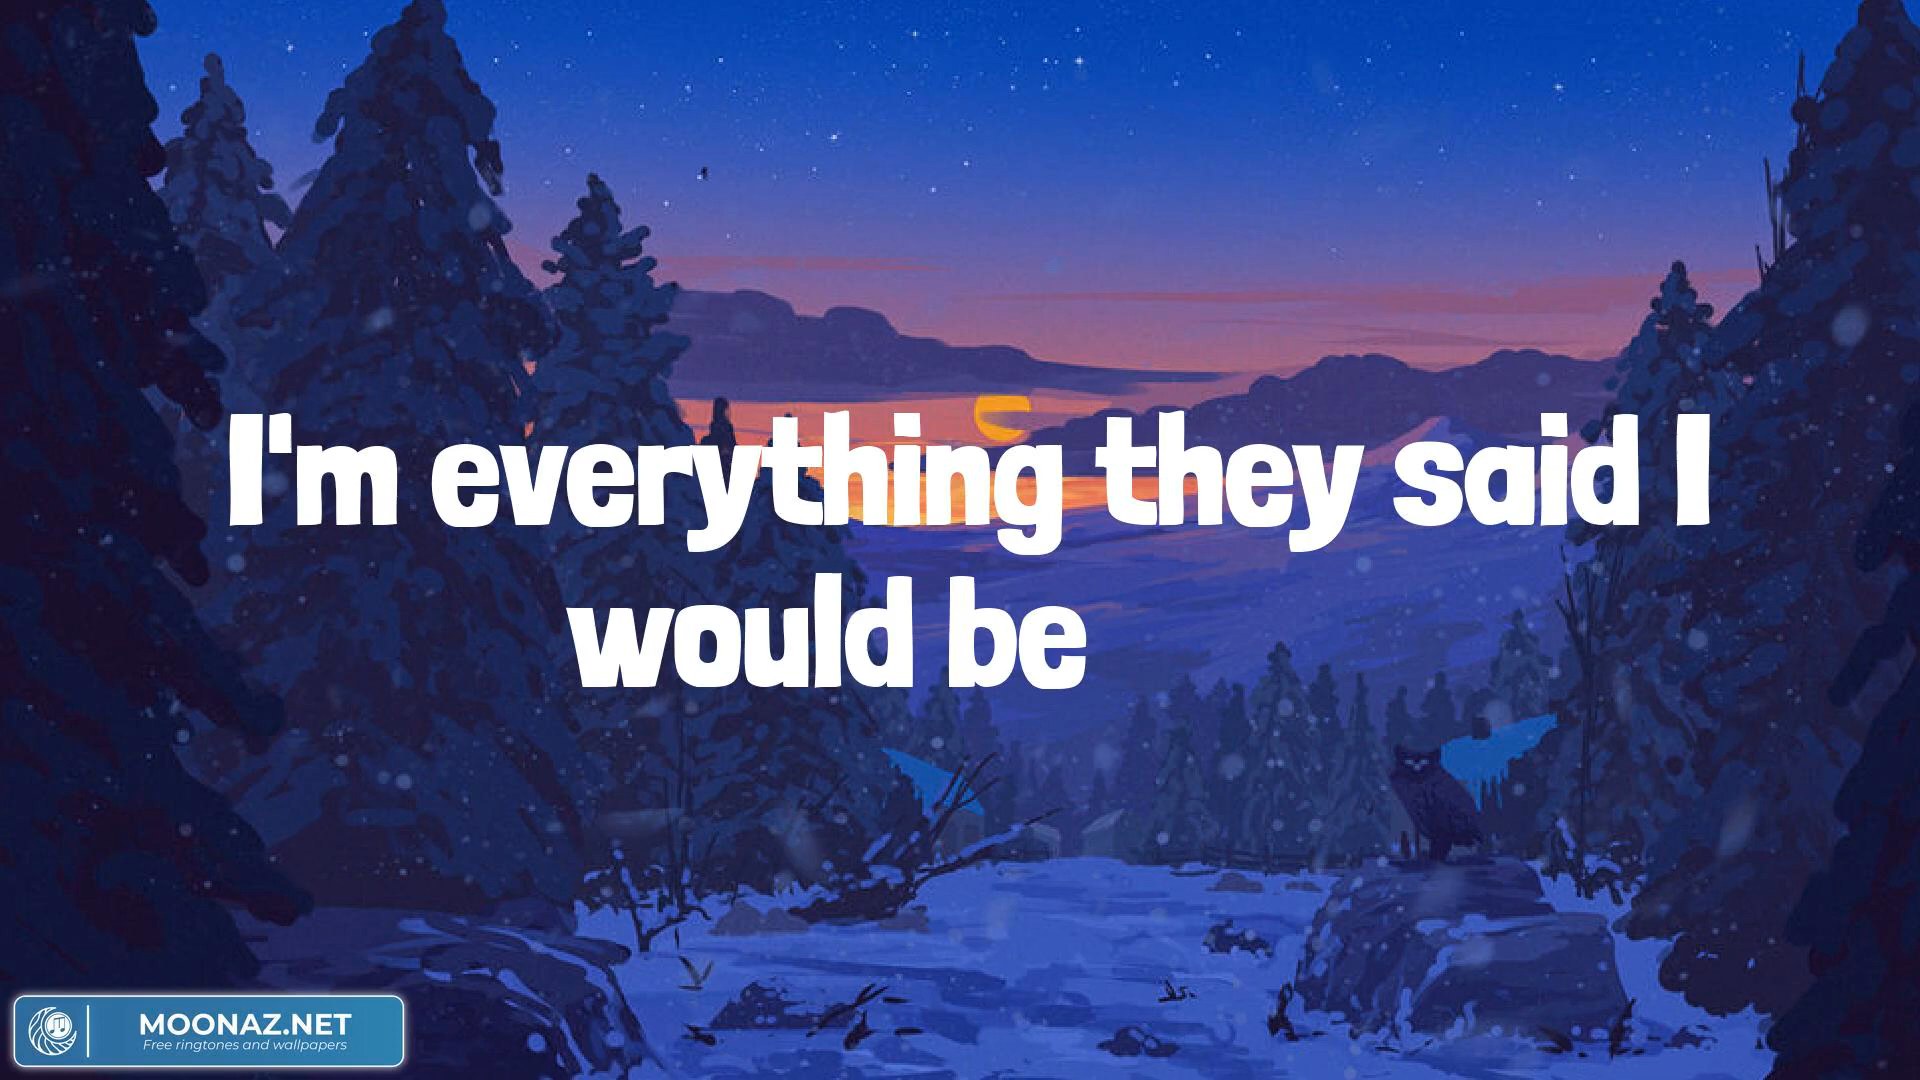 I'm everything they said I
would be
MOONAZ.NET
Free ringtones and wallpapers